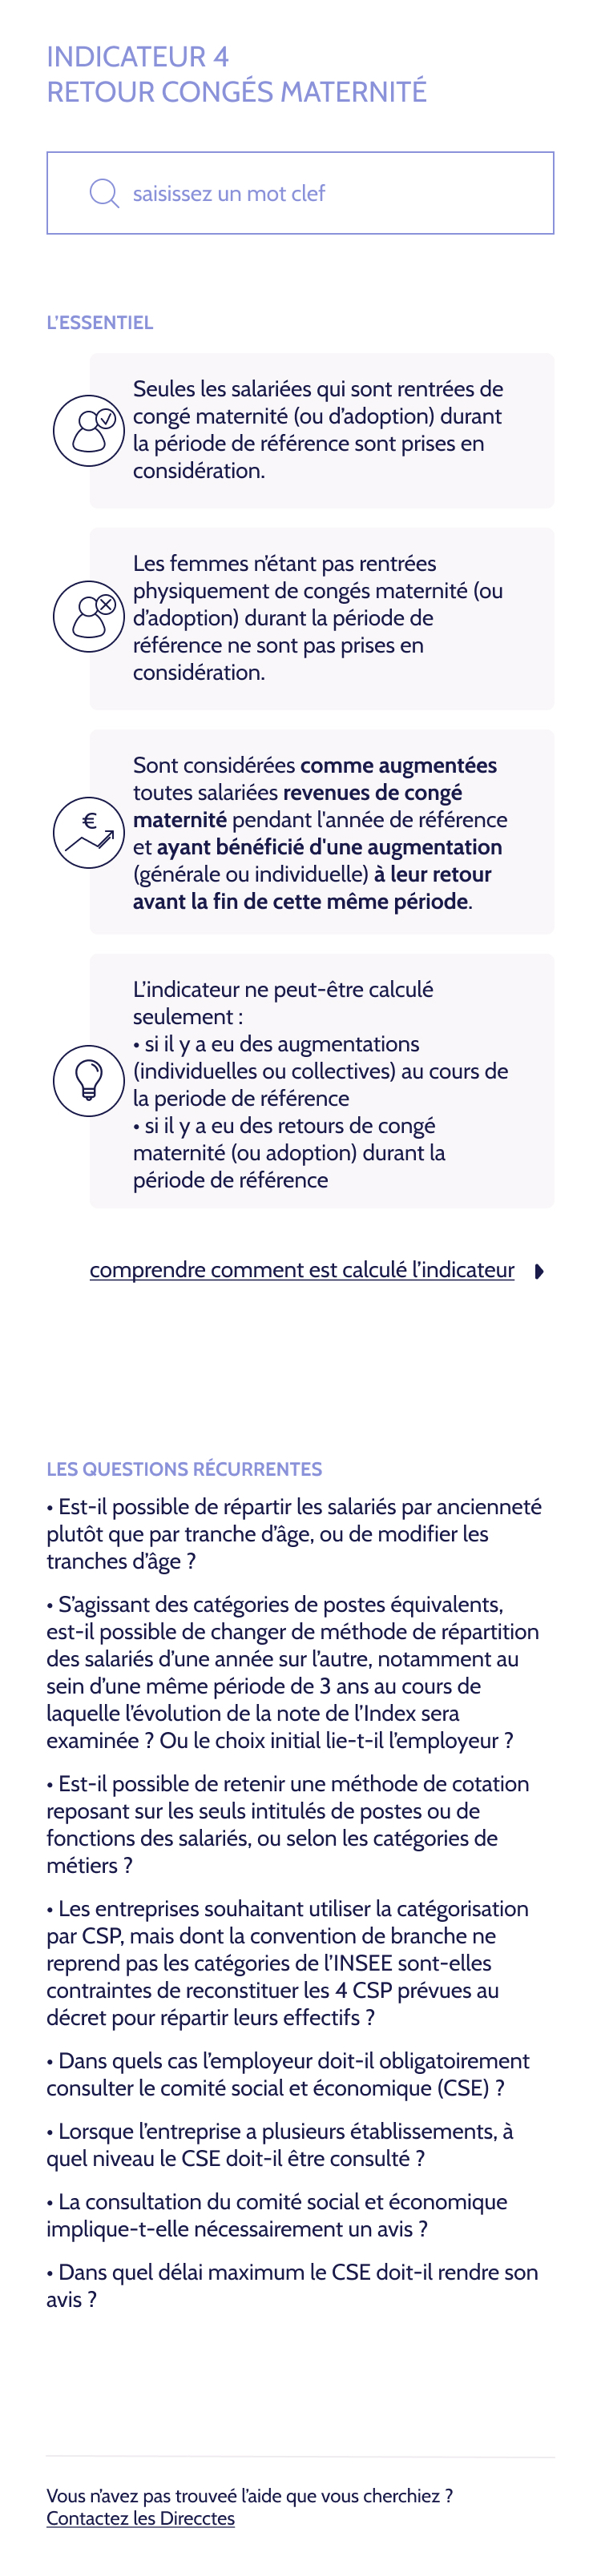 INDICATEUR 4
RETOUR CONGÉS MATERNITÉ
saisissez un mot clef
L'ESSENTIEL
Seules les salariées qui sont rentrées de
congé maternité (ou d'adoption) durant
la période de référence sont prises en
considération.
Les femmes n'étant pas rentrées
physiquement de congés maternité (ou
d'adoption) durant la période de
référence ne sont pas prises en
considération.
€
Sont considérées comme augmentées
toutes salariées revenues de congé
maternité pendant l'année de référence
et ayant bénéficié d'une augmentation
(générale ou individuelle) à leur retour
avant la fin de cette même période.
L'indicateur ne peut-être calculé
seulement :
• si il y a eu des augmentations
(individuelles ou collectives) au cours de
la periode de référence
• si il y a eu des retours de congé
maternité (ou adoption) durant la
période de référence
comprendre comment est calculé l'indicateur
LES QUESTIONS RÉCURRENTES
• Est-il possible de répartir les salariés par ancienneté
plutôt que par tranche d'âge, ou de modifier les
tranches d'âge ?
• S'agissant des catégories de postes équivalents,
est-il possible de changer de méthode de répartition
des salariés d'une année sur l'autre, notamment au
sein d'une même période de 3 ans au cours de
laquelle l'évolution de la note de l'Index sera
examinée ? Ou le choix initial lie-t-il l'employeur ?
• Est-il possible de retenir une méthode de cotation
reposant sur les seuls intitulés de postes ou de
fonctions des salariés, ou selon les catégories de
métiers ?
• Les entreprises souhaitant utiliser la catégorisation
par CSP, mais dont la convention de branche ne
reprend pas les catégories de l'INSEE sont-elles
contraintes de reconstituer les 4 CSP prévues au
décret pour répartir leurs effectifs ?
• Dans quels cas l'employeur doit-il obligatoirement
consulter le comité social et économique (CSE) ?
• Lorsque l'entreprise a plusieurs établissements, à
quel niveau le CSE doit-il être consulté ?
• La consultation du comité social et économique
implique-t-elle nécessairement un avis ?
• Dans quel délai maximum le CSE doit-il rendre son
avis ?
Vous n'avez pas trouveé l'aide que vous cherchiez ?
Contactez les Direcctes